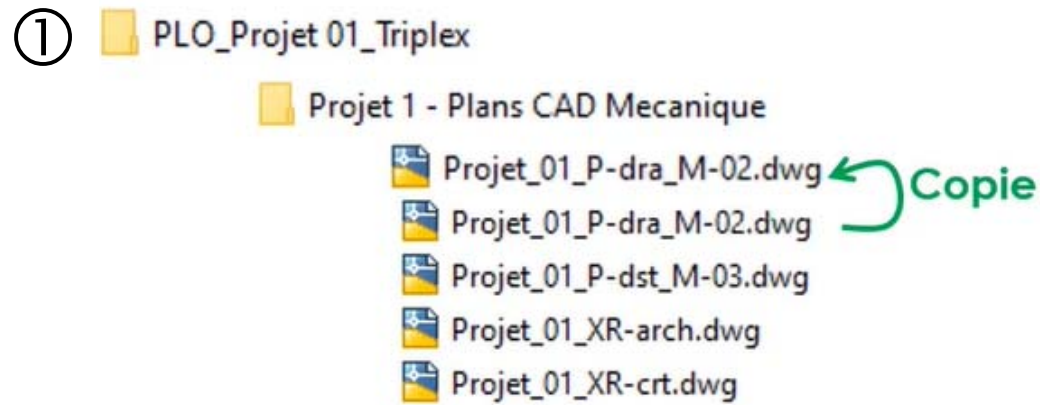 ① PLO_Projet 01_Triplex
Projet 1 - Plans CAD Mecanique
Projet_01_P-dra_M-02.dwg
Copie
Projet_01_P-dra_M-02.dwg
Projet_01_P-dst_M-03.dwg
Projet_01_XR-arch.dwg
Projet_01_XR-crt.dwg